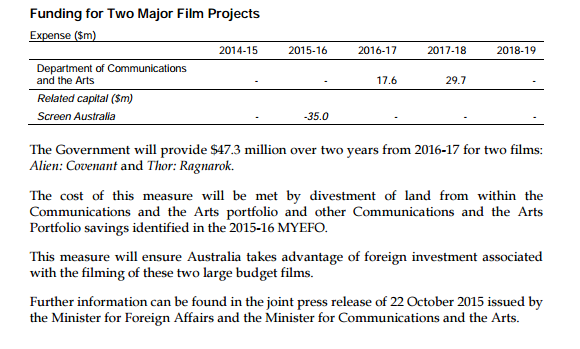 Funding for Two Major Film Projects
Expense ($m)
2014-15 2015-16 2016-17 2017-18 2018-19
Department of Communications
and the Arts - - 17.6 29.7 -
Related capital ($m)
Screen Australia - -35.0 - - -
The Government will provide $47.3 million over two years from 2016-17 for two films:
Alien: Covenant and Thor: Ragnarok.
The cost of this measure will be met by divestment of land from within the
Communications and the Arts portfolio and other Communications and the Arts
Portfolio savings identified in the 2015-16 MYEFO.
This measure will ensure Australia takes advantage of foreign investment associated
with the filming of these two large budget films.
Further information can be found in the joint press release of 22 October 2015 issued by
the Minister for Foreign Affairs and the Minister for Communications and the Arts.